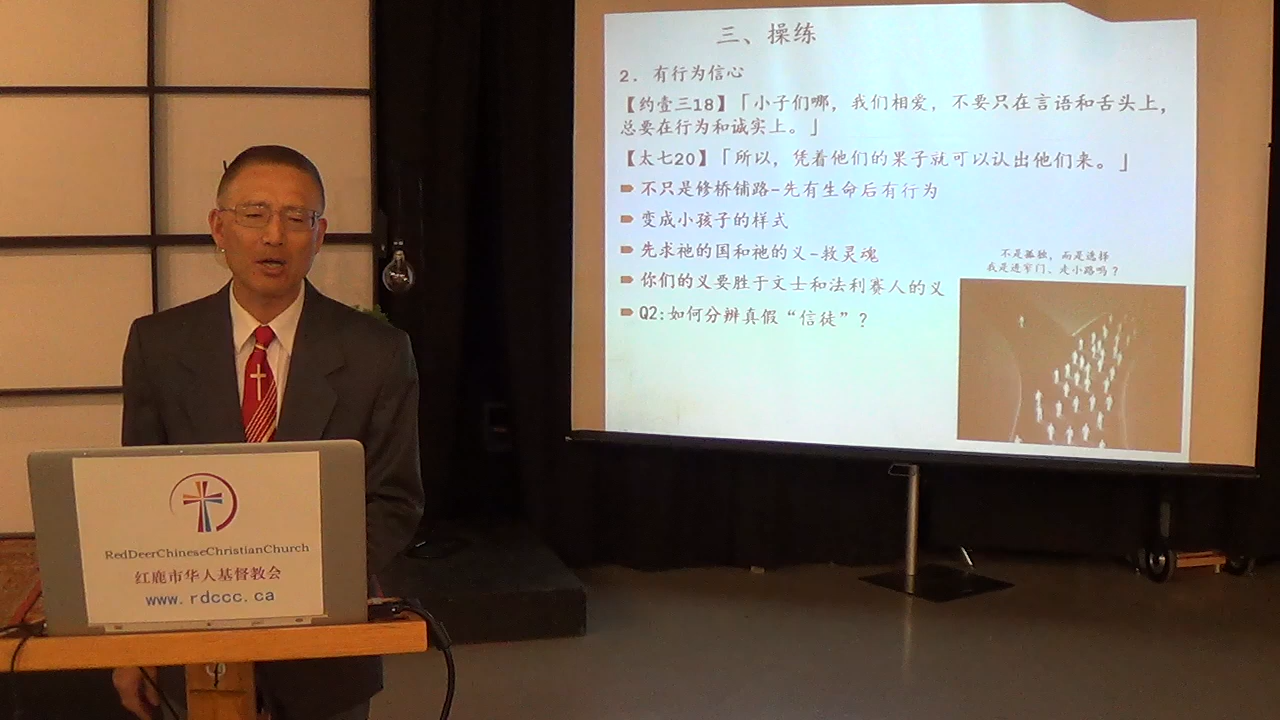 三、操练
2. 有行为信心
【约壹三18】「小子们哪，我们相爱，不要只在言语和舌头上，
总要在行为和诚实上。」
【太七20】「所以，凭着他们的果子就可以认出他们来。」
不只是修桥铺路-先有生命后有行为
变成小孩子的样式
先求祂的国和祂的义-救灵魂
你们的义要胜于文士和法利赛人的义
Q2:如何分辨真假“信徒”？
不是孤独，而是选择
我是进窄门、走小路吗？
RedDeerChineseChristianChurch
红鹿市华人基督教会
www.rdccc.ca